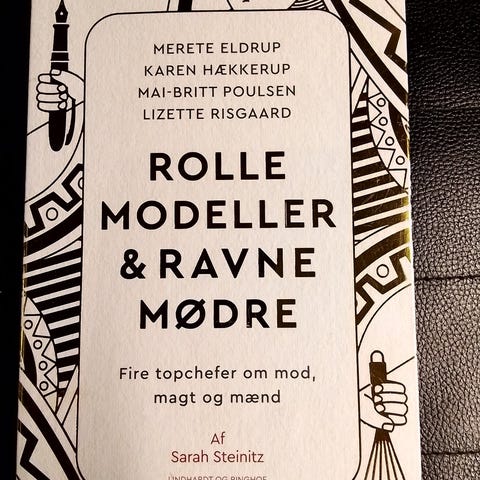 MERETE ELDRUP
KAREN HÆKKERUP
MAI-BRITT POULSEN
LIZETTE RISGAARD
ROLLE
MODELLER
& RAVNE
MØDRE
Fire topchefer om mod,
magt og mænd
Af
Sarah Steinitz
LINDHARDT OG RINGHOF